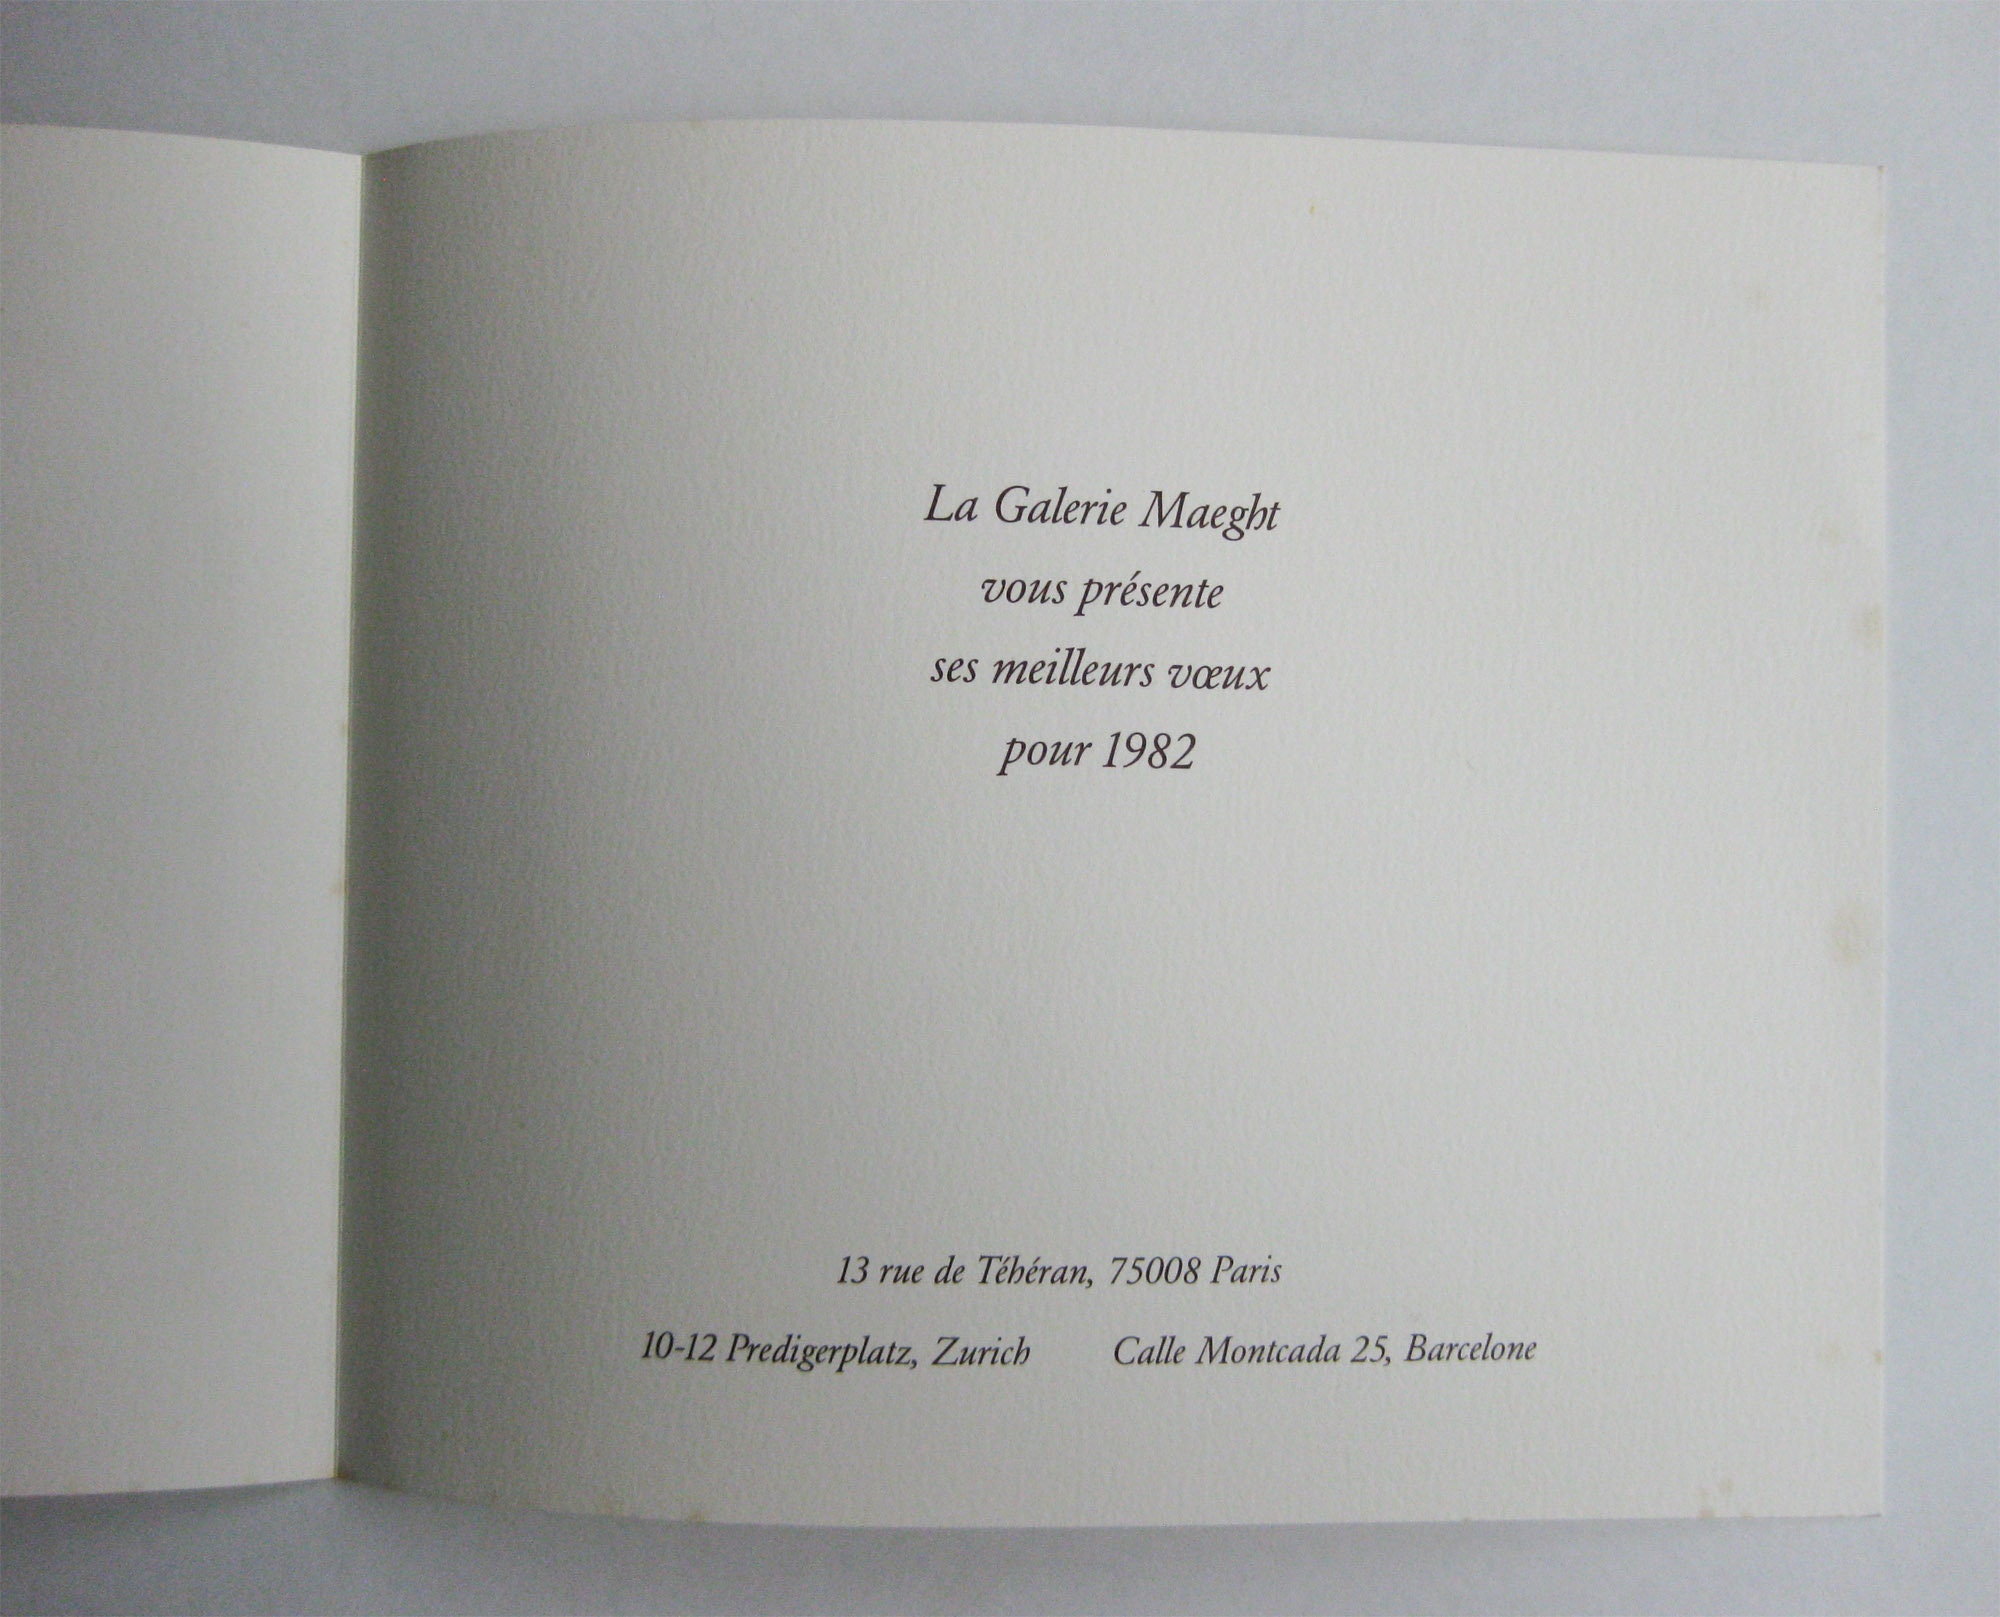 La Galerie Maeght
vous présente
ses meilleurs vœux
pour 1982
13 rue de Téhéran, 75008 Paris
10-12 Predigerplatz, Zurich Calle Montcada 25, Barcelone